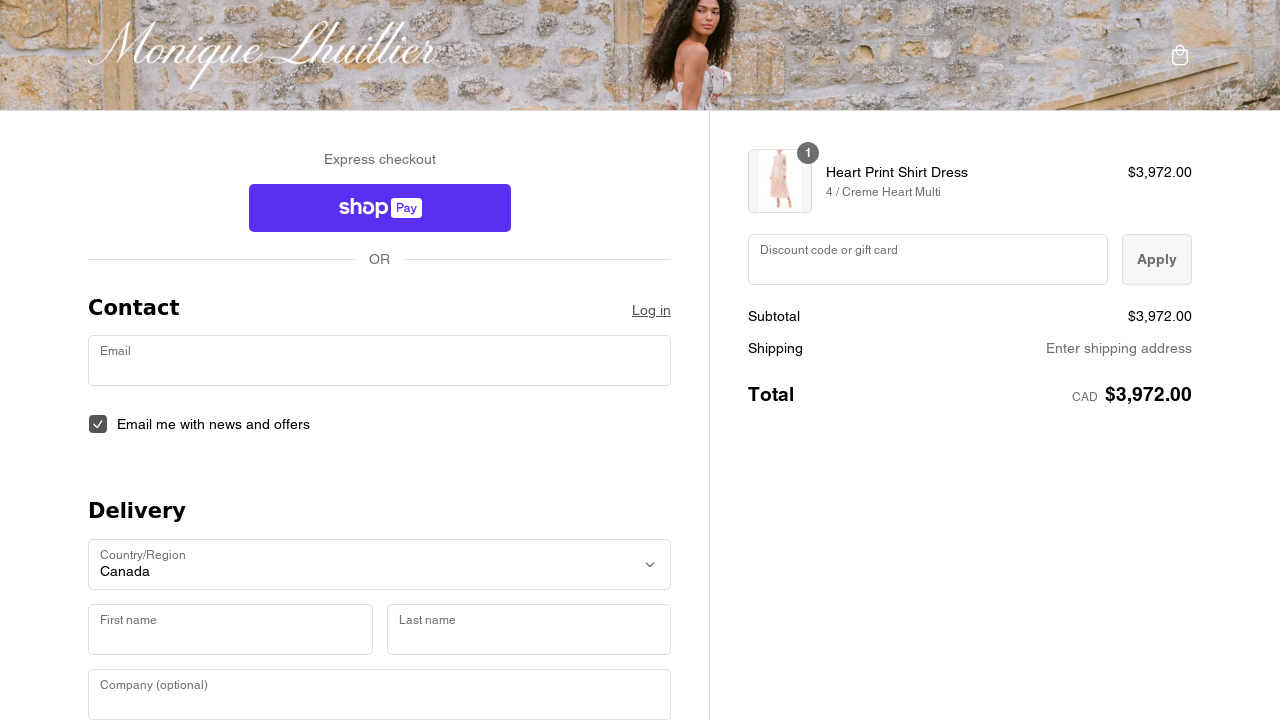 Monique Lhuillier
Express checkout
shop Pay
OR
Contact
Log in
Email
Email me with news and offers
Delivery
Country/Region
Canada
First name
Last name
Company (optional)
1
Heart Print Shirt Dress
$3,972.00
4 / Creme Heart Multi
Discount code or gift card
Apply
Subtotal
$3,972.00
Shipping
Enter shipping address
Total
CAD $3,972.00